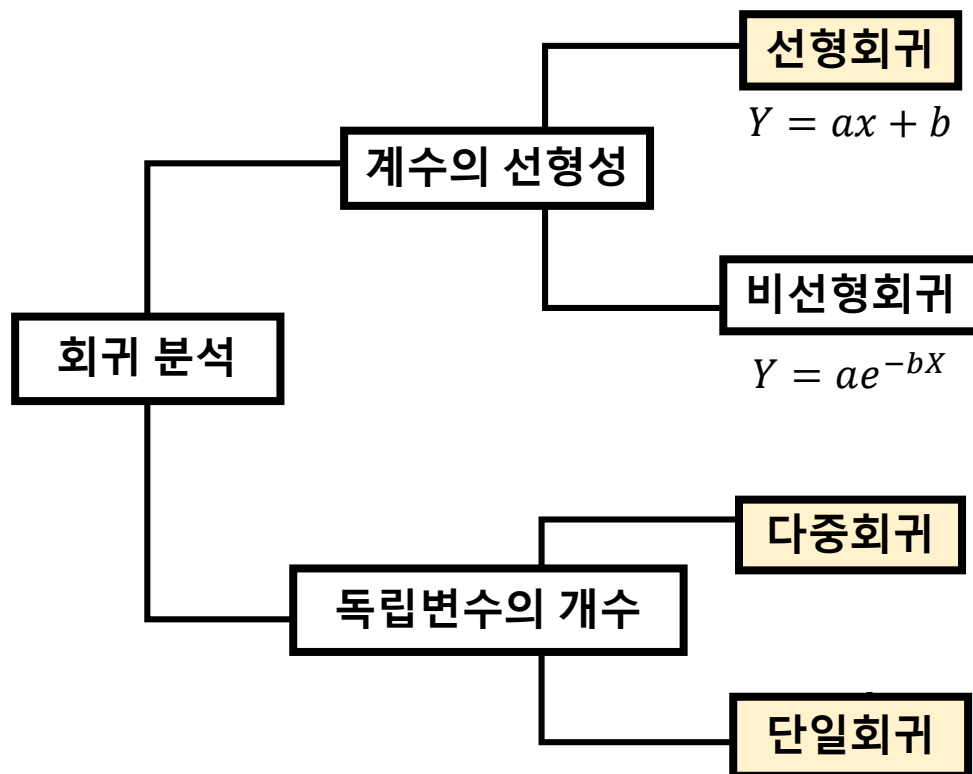 선형회귀
Y = ax + b
계수의 선형성
비선형회귀
회귀 분석
Y = ae^{-bX}
다중회귀
독립변수의 개수
단일회귀